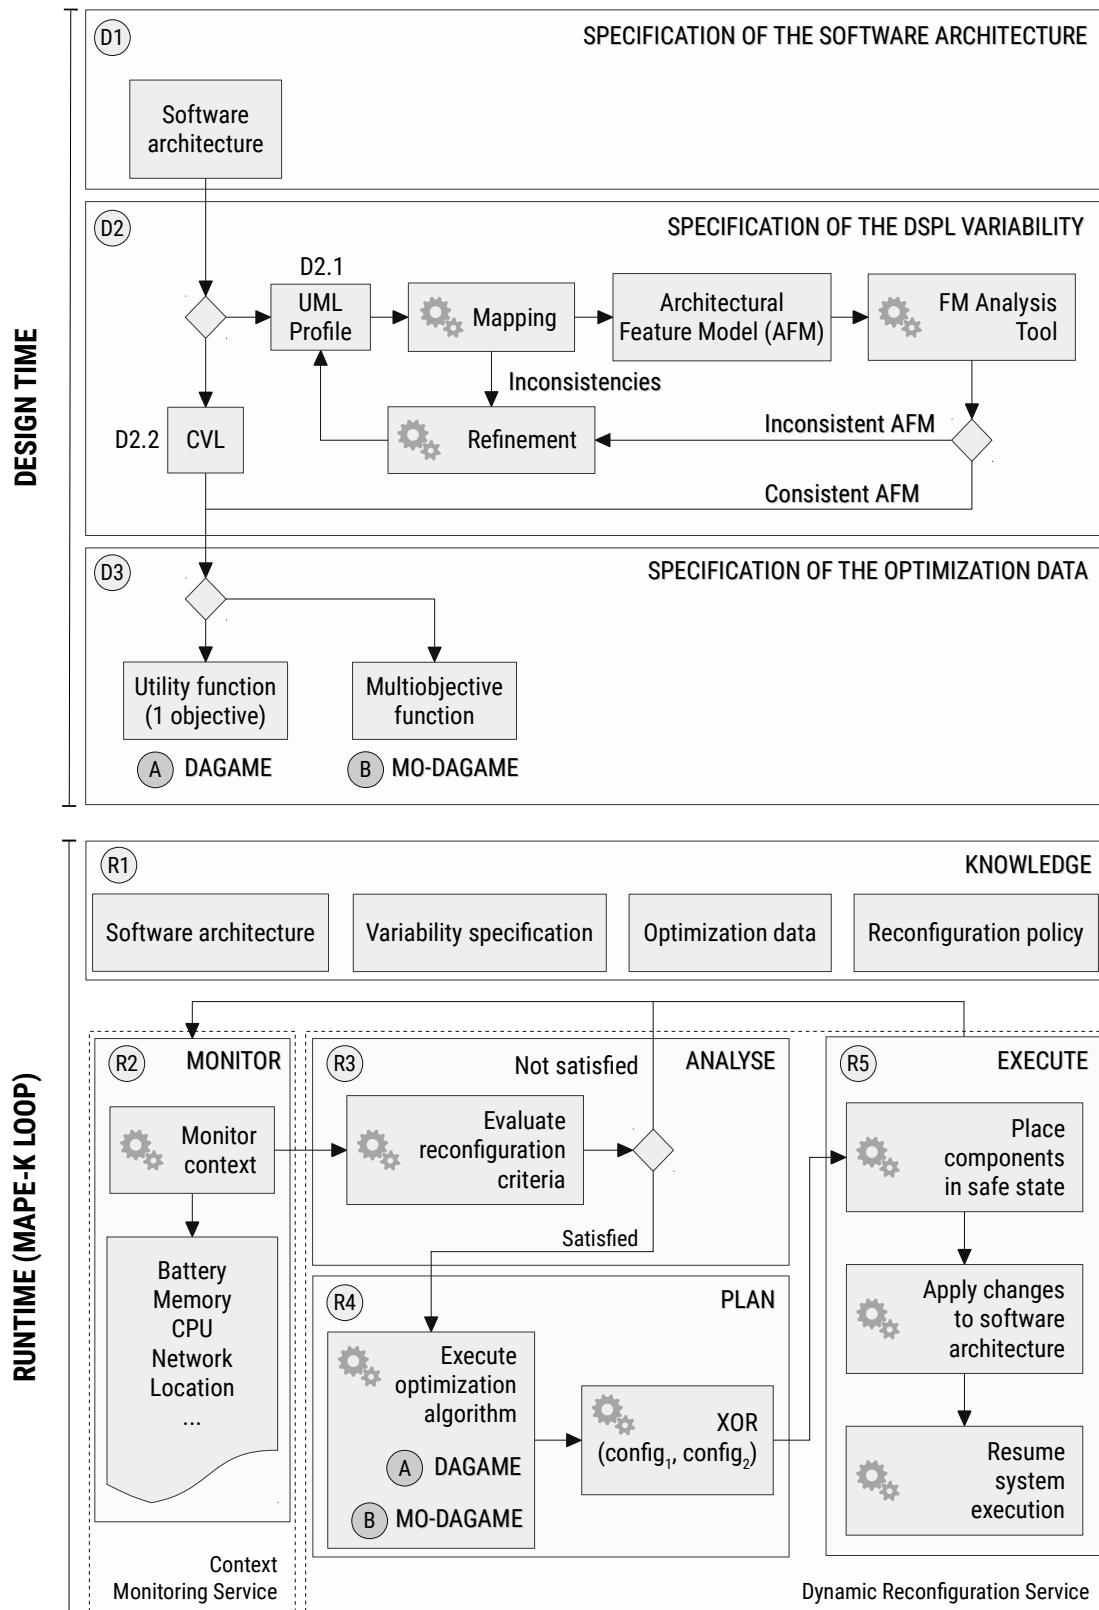 DESIGN TIME
D1
SPECIFICATION OF THE SOFTWARE ARCHITECTURE
Software
architecture
D2
SPECIFICATION OF THE DSPL VARIABILITY
D2.1
UML
Profile
Mapping
Architectural
Feature Model (AFM)
FM Analysis
Tool
Inconsistencies
D2.2
CVL
Refinement
Inconsistent AFM
Consistent AFM
D3
SPECIFICATION OF THE OPTIMIZATION DATA
Utility function
(1 objective)
Multiobjective
function
A DAGAME
B MO-DAGAME
RUNTIME (MAPE-K LOOP)
R1
KNOWLEDGE
Software architecture
Variability specification
Optimization data
Reconfiguration policy
R2
MONITOR
Monitor
context
Battery
Memory
CPU
Network
Location
...
Context
Monitoring Service
R3
ANALYSE
Not satisfied
Evaluate
reconfiguration
criteria
Satisfied
R4
PLAN
Execute
optimization
algorithm
A DAGAME
B MO-DAGAME
XOR
(config₁, config₂)
R5
EXECUTE
Place
components
in safe state
Apply changes
to software
architecture
Resume
system
execution
Dynamic Reconfiguration Service